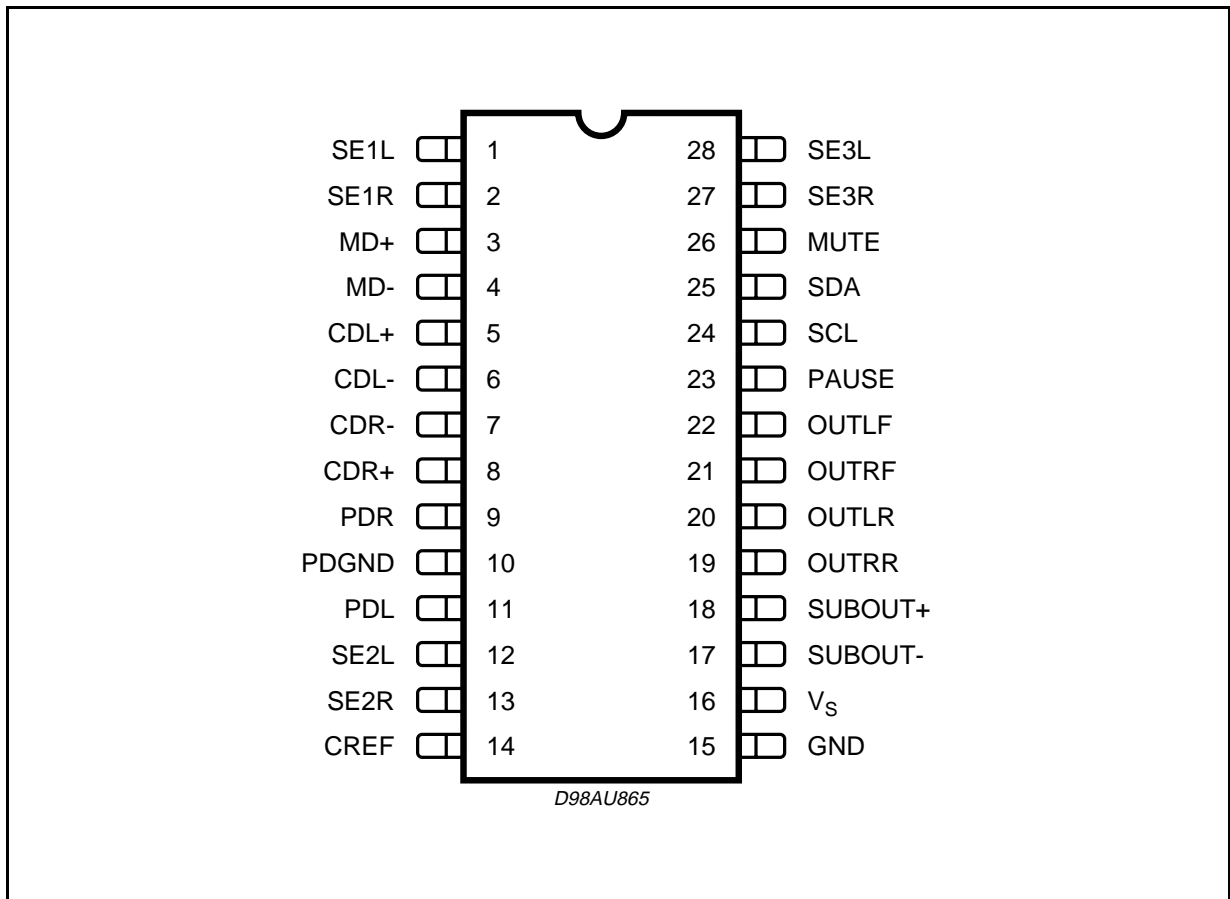 SE1L 1 28 SE3L
SE1R 2 27 SE3R
MD+ 3 26 MUTE
MD- 4 25 SDA
CDL+ 5 24 SCL
CDL- 6 23 PAUSE
CDR- 7 22 OUTLF
CDR+ 8 21 OUTRF
PDR 9 20 OUTLR
PDGND 10 19 OUTRR
PDL 11 18 SUBOUT+
SE2L 12 17 SUBOUT-
SE2R 13 16 VS
CREF 14 15 GND
D98AU865